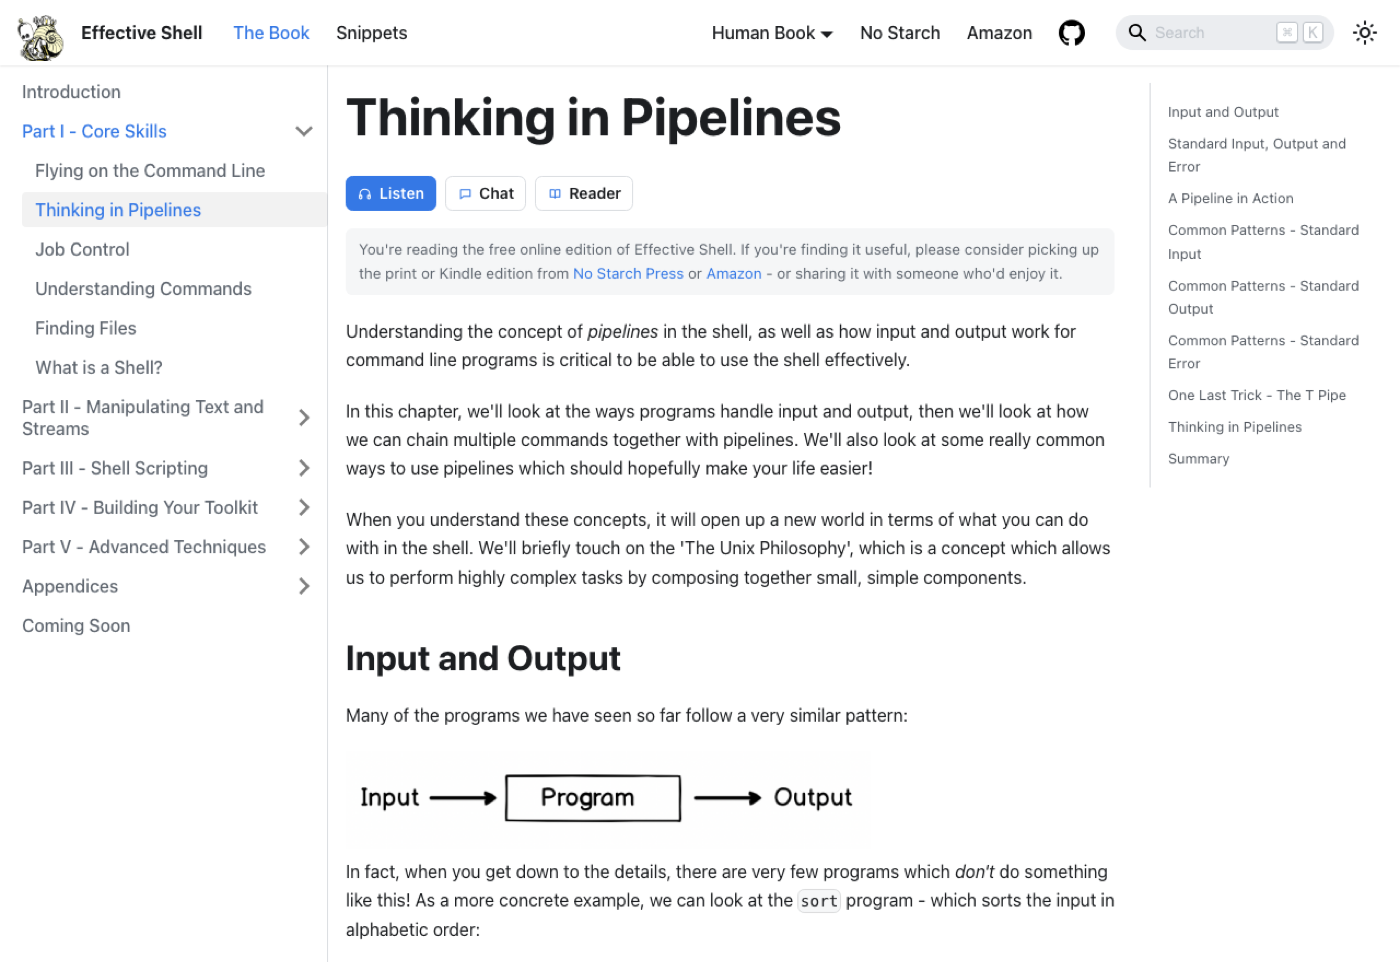 Effective Shell
The Book
Snippets
Human Book
No Starch
Amazon
Search
⌘ K
Introduction
Part I - Core Skills
Flying on the Command Line
Thinking in Pipelines
Job Control
Understanding Commands
Finding Files
What is a Shell?
Part II - Manipulating Text and
Streams
Part III - Shell Scripting
Part IV - Building Your Toolkit
Part V - Advanced Techniques
Appendices
Coming Soon
Thinking in Pipelines
Listen
Chat
Reader
You're reading the free online edition of Effective Shell. If you're finding it useful, please consider picking up
the print or Kindle edition from No Starch Press or Amazon - or sharing it with someone who'd enjoy it.
Understanding the concept of pipelines in the shell, as well as how input and output work for
command line programs is critical to be able to use the shell effectively.
In this chapter, we'll look at the ways programs handle input and output, then we'll look at how
we can chain multiple commands together with pipelines. We'll also look at some really common
ways to use pipelines which should hopefully make your life easier!
When you understand these concepts, it will open up a new world in terms of what you can do
with in the shell. We'll briefly touch on the 'The Unix Philosophy', which is a concept which allows
us to perform highly complex tasks by composing together small, simple components.
Input and Output
Many of the programs we have seen so far follow a very similar pattern:
Input Program Output
In fact, when you get down to the details, there are very few programs which don't do something
like this! As a more concrete example, we can look at the sort program - which sorts the input in
alphabetic order:
Input and Output
Standard Input, Output and
Error
A Pipeline in Action
Common Patterns - Standard
Input
Common Patterns - Standard
Output
Common Patterns - Standard
Error
One Last Trick - The T Pipe
Thinking in Pipelines
Summary